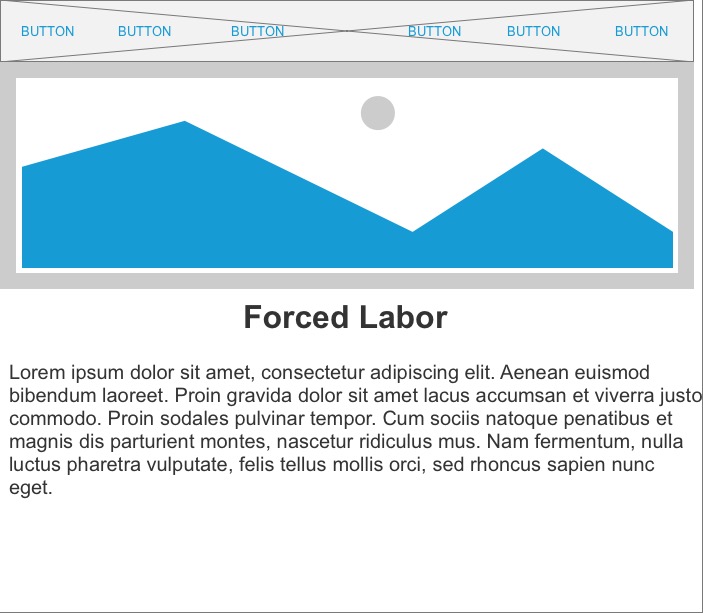 BUTTON BUTTON BUTTON BUTTON BUTTON BUTTON
Forced Labor
Lorem ipsum dolor sit amet, consectetur adipiscing elit. Aenean euismod
bibendum laoreet. Proin gravida dolor sit amet lacus accumsan et viverra justo
commodo. Proin sodales pulvinar tempor. Cum sociis natoque penatibus et
magnis dis parturient montes, nascetur ridiculus mus. Nam fermentum, nulla
luctus pharetra vulputate, felis tellus mollis orci, sed rhoncus sapien nunc
eget.